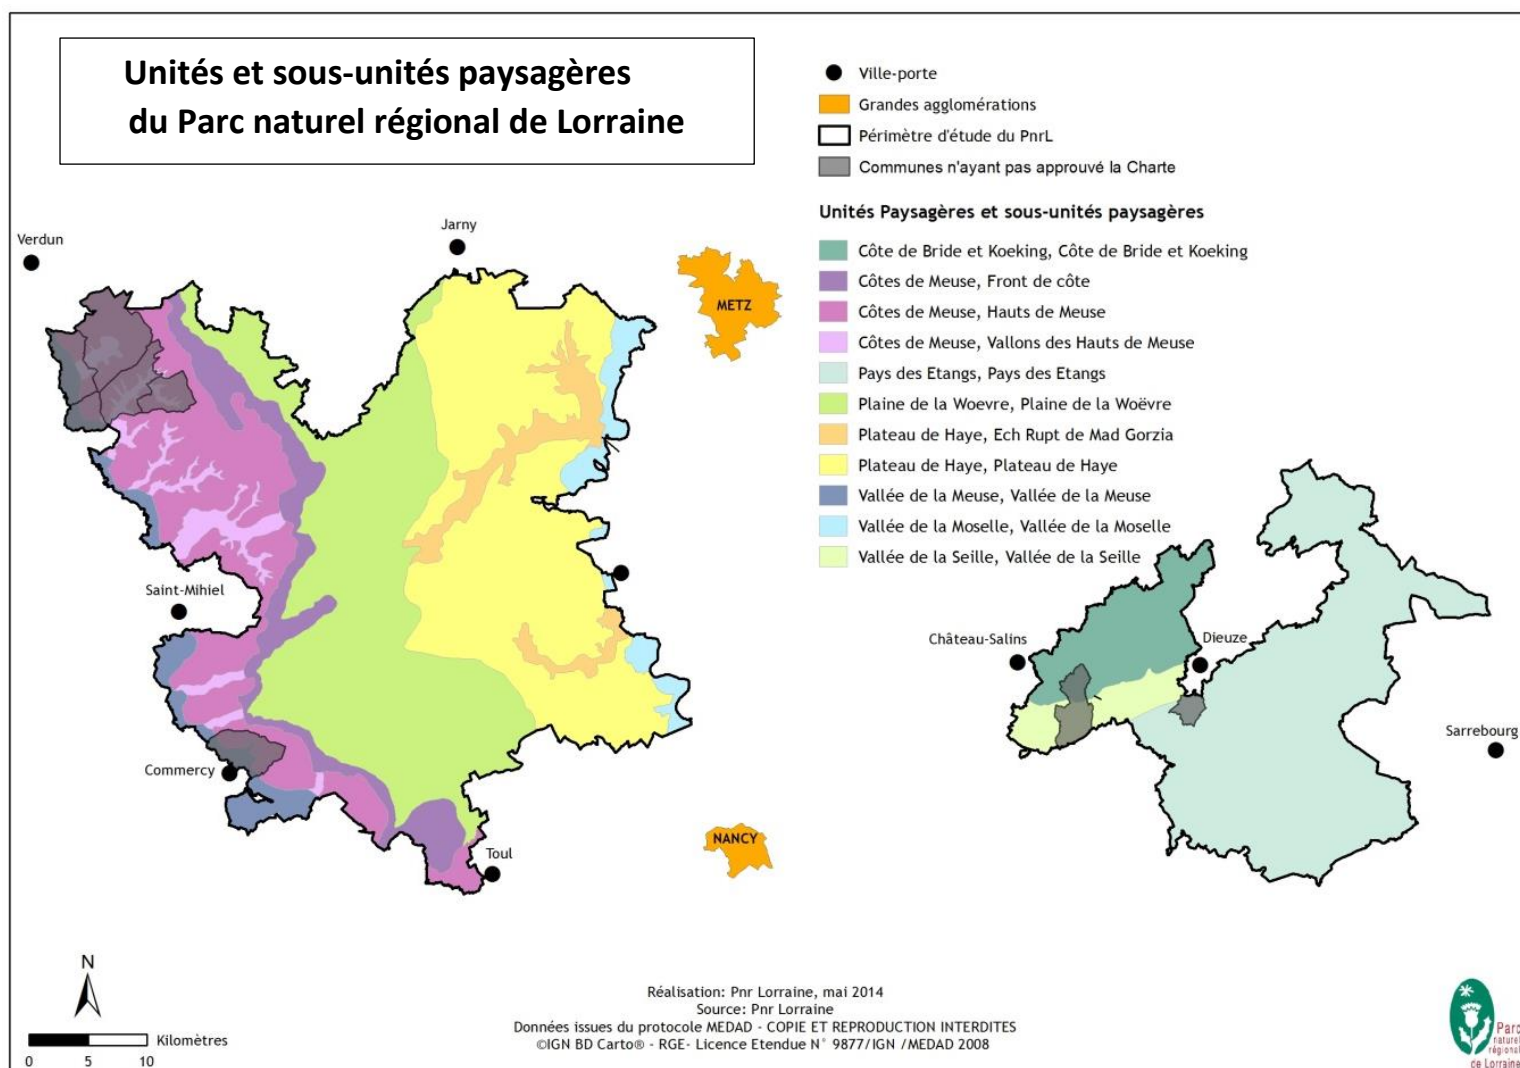 Unités et sous-unités paysagères
du Parc naturel régional de Lorraine
Ville-porte
Grandes agglomérations
Périmètre d'étude du PnrL
Communes n'ayant pas approuvé la Charte
Unités Paysagères et sous-unités paysagères
Côte de Bride et Koeking, Côte de Bride et Koeking
Côtes de Meuse, Front de côte
Côtes de Meuse, Hauts de Meuse
Côtes de Meuse, Vallons des Hauts de Meuse
Pays des Etangs, Pays des Etangs
Plaine de la Woevre, Plaine de la Woëvre
Plateau de Haye, Ech Rupt de Mad Gorzia
Plateau de Haye, Plateau de Haye
Vallée de la Meuse, Vallée de la Meuse
Vallée de la Moselle, Vallée de la Moselle
Vallée de la Seille, Vallée de la Seille
Verdun
Jarny
METZ
Saint-Mihiel
Château-Salins
Dieuze
Sarrebourg
Commercy
Toul
NANCY
N
Kilomètres
0 5 10
Réalisation: Pnr Lorraine, mai 2014
Source: Pnr Lorraine
Données issues du protocole MEDAD - COPIE ET REPRODUCTION INTERDITES
©IGN BD Carto® - RGE- Licence Etendue N° 9877/IGN /MEDAD 2008
Parc
naturel
régional
de Lorraine